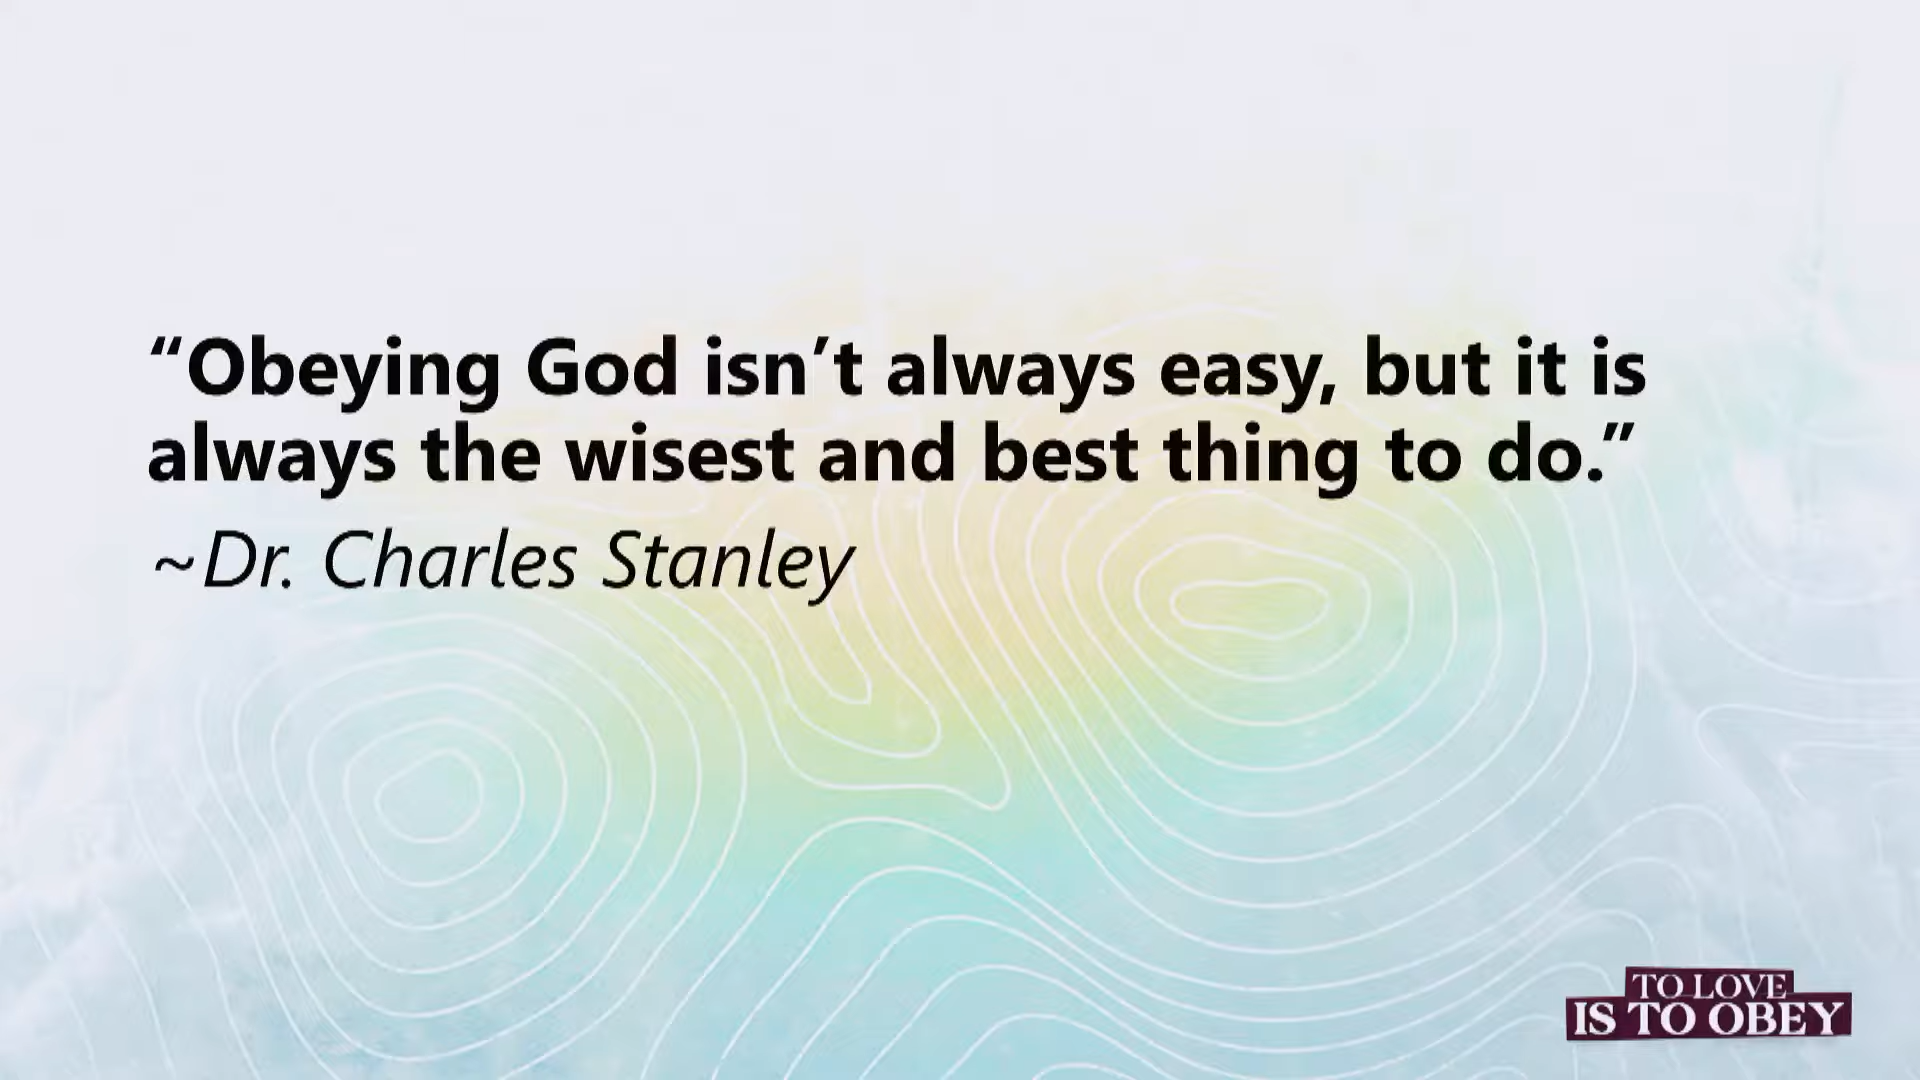 “Obeying God isn’t always easy, but it is
always the wisest and best thing to do.”
~Dr. Charles Stanley
TO LOVE
IS TO OBEY